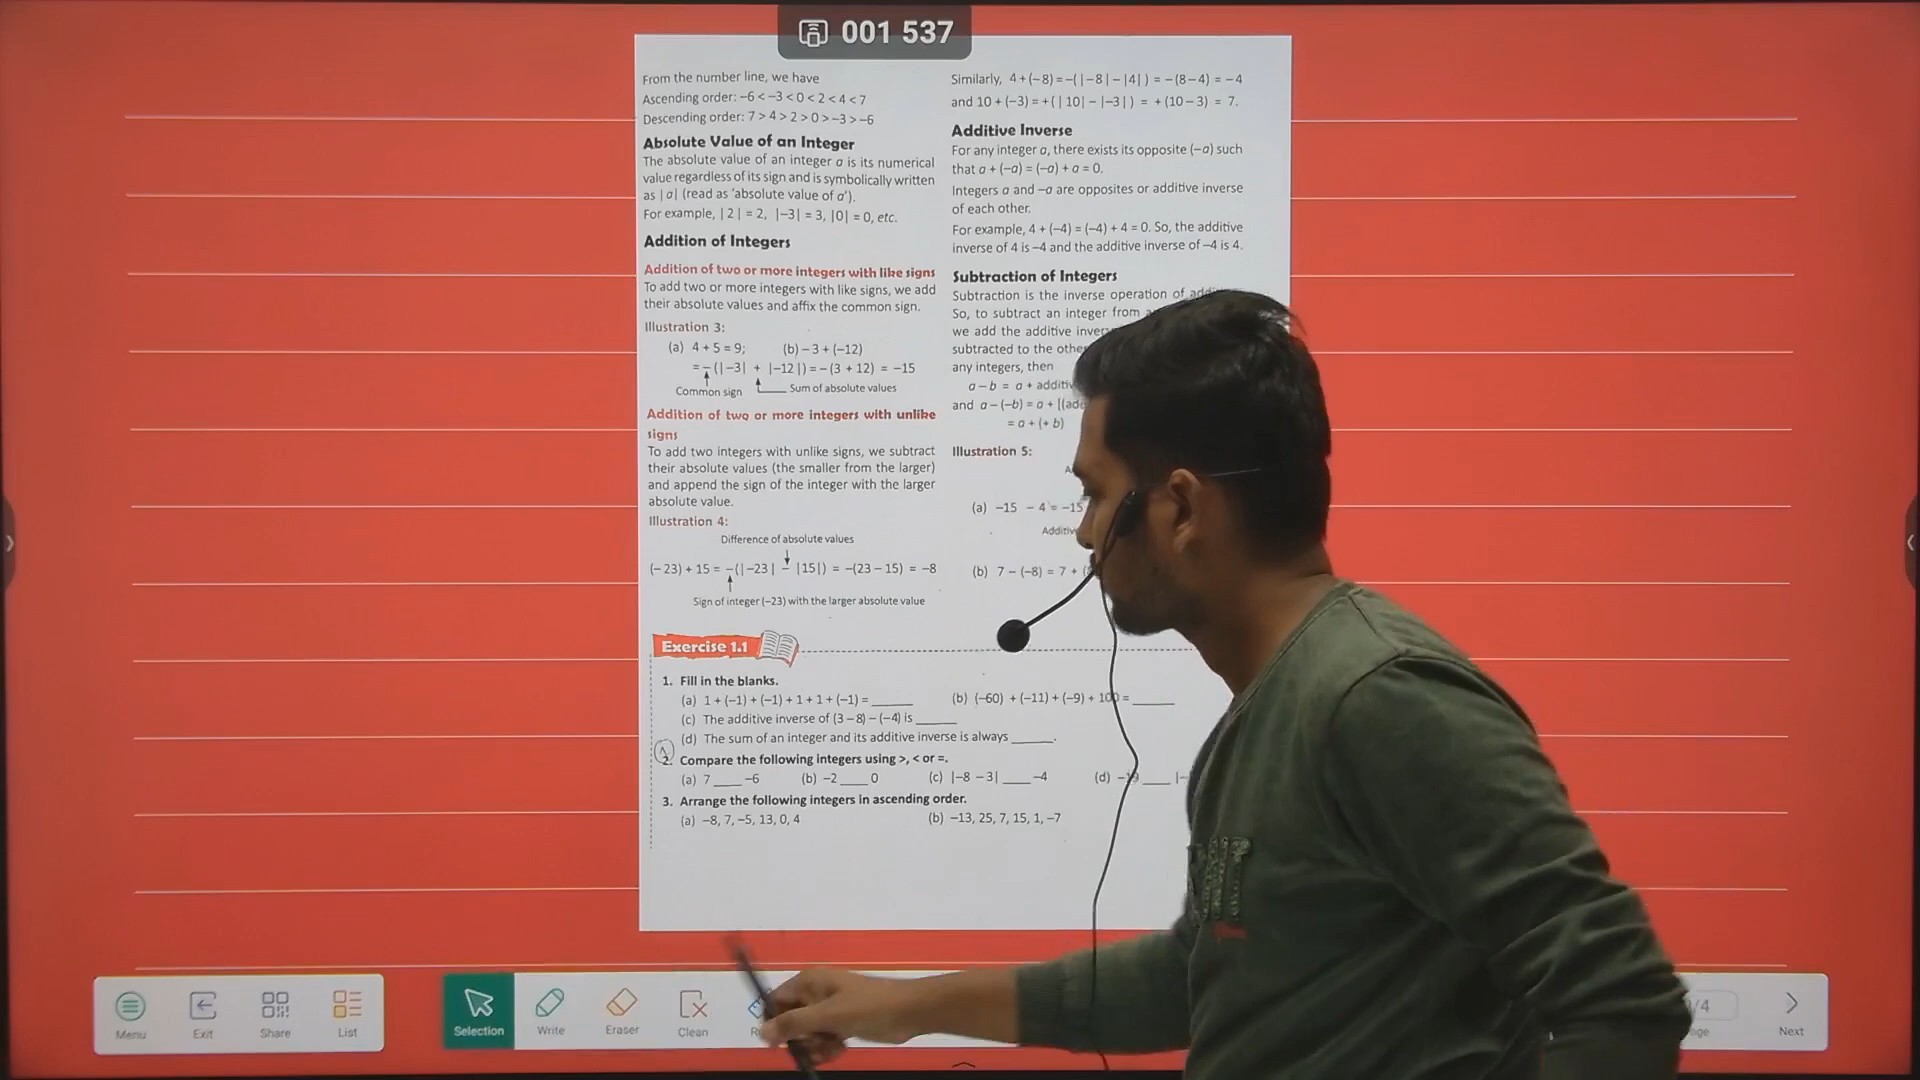 001 537
From the number line, we have
Ascending order: −6 < −3 < 0 < 2 < 4 < 7
Descending order: 7 > 4 > 2 > 0 > −3 > −6
Absolute Value of an Integer
The absolute value of an integer a is its numerical
value regardless of its sign and is symbolically written
as |a| (read as 'absolute value of a').
For example, |2| = 2, |−3| = 3, |0| = 0, etc.
Addition of Integers
Addition of two or more integers with like signs
To add two or more integers with like signs, we add
their absolute values and affix the common sign.
Illustration 3:
(a) 4 + 5 = 9; (b) −3 + (−12)
= −(|−3| + |−12|) = −(3 + 12) = −15
Common sign Sum of absolute values
Addition of two or more integers with unlike
signs
To add two integers with unlike signs, we subtract
their absolute values (the smaller from the larger)
and append the sign of the integer with the larger
absolute value.
Illustration 4:
Difference of absolute values
(−23) + 15 = −(|−23| − |15|) = −(23 − 15) = −8
Sign of integer (−23) with the larger absolute value
Similarly, 4 + (−8) = −(|−8| − |4|) = −(8 − 4) = −4
and 10 + (−3) = +(|10| − |−3|) = +(10 − 3) = 7.
Additive Inverse
For any integer a, there exists its opposite (−a) such
that a + (−a) = (−a) + a = 0.
Integers a and −a are opposites or additive inverse
of each other.
For example, 4 + (−4) = (−4) + 4 = 0. So, the additive
inverse of 4 is −4 and the additive inverse of −4 is 4.
Subtraction of Integers
Subtraction is the inverse operation of
So, to subtract an integer from
we add the additive
subtracted to the
any integers, then
a − b = a +
and a − (−b) = a +
= a + (+ b)
Illustration 5:
(a) −15 − 4 = −15
(b) 7 − (−8) = 7 +
Exercise 1.1
1. Fill in the blanks.
(a) 1 + (−1) + (−1) + 1 + 1 + (−1) = ______ (b) (−60) + (−11) + (−9) + 100 = ______
(c) The additive inverse of (3 − 8) − (−4) is ______
(d) The sum of an integer and its additive inverse is always ______.
2. Compare the following integers using >, < or =.
(a) 7 ____ −6 (b) −2 ____ 0 (c) |−8 − 3| ____ −4 (d)
3. Arrange the following integers in ascending order.
(a) −8, 7, −5, 13, 0, 4 (b) −13, 25, 7, 15, 1, −7
Menu Exit Share List Selection Write Eraser Clean Next
/4